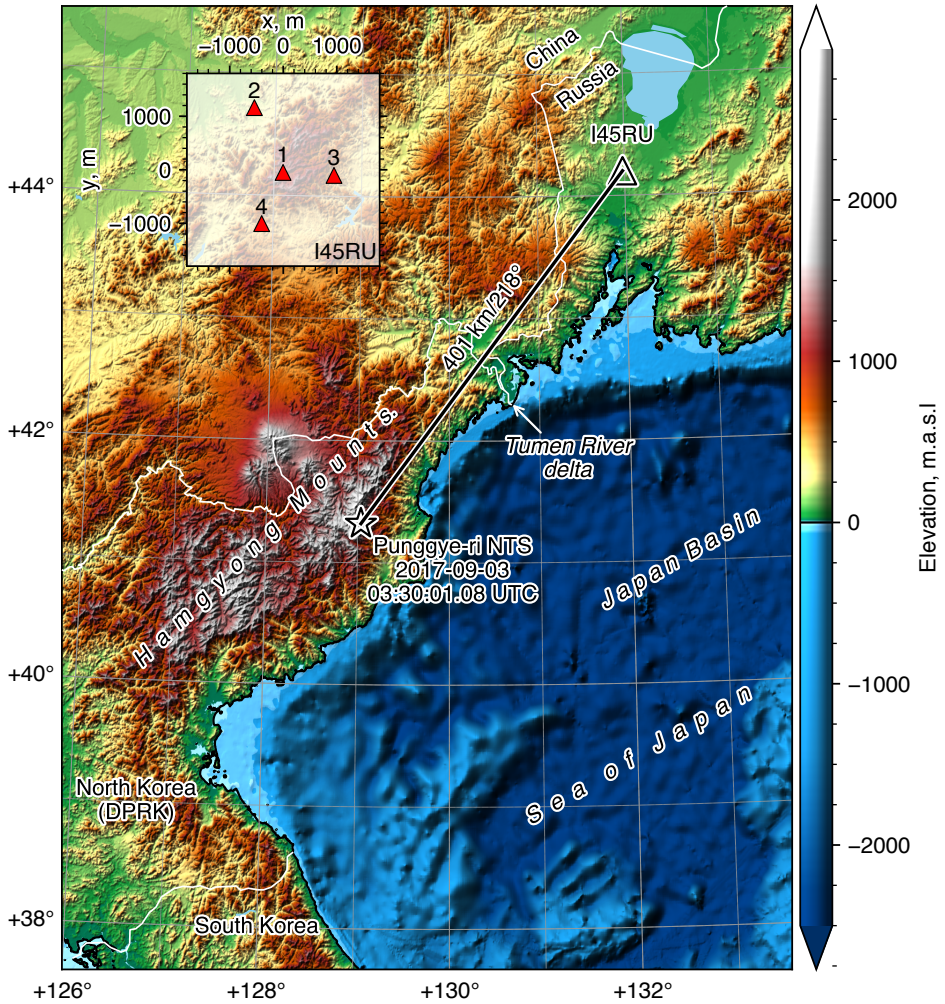 x, m
−1000 0 1000
2
1000
y, m
1
3
0
4
−1000
I45RU
China
Russia
I45RU
401 km/218°
Tumen River
delta
Hamgyong Mounts.
Punggye-ri NTS
2017-09-03
03:30:01.08 UTC
Japan Basin
Sea of Japan
North Korea
(DPRK)
South Korea
+44°
+42°
+40°
+38°
+126° +128° +130° +132°
2000
1000
0
−1000
−2000
Elevation, m.a.s.l